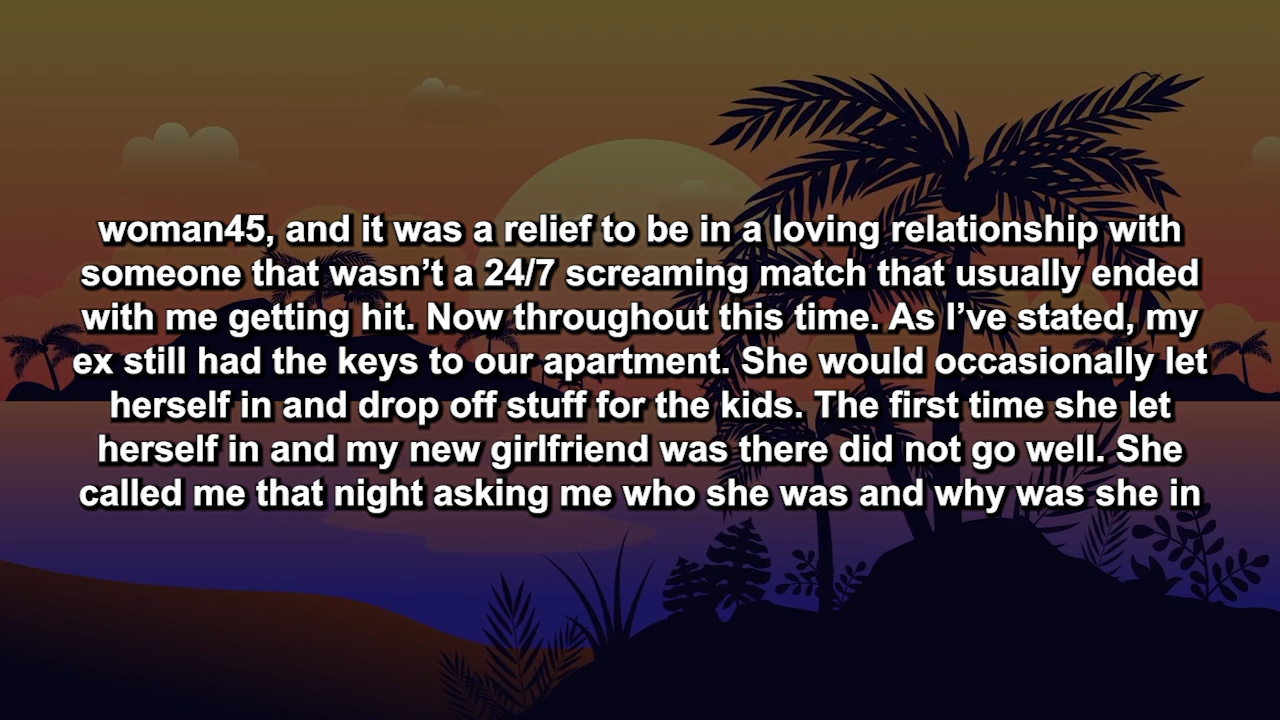 woman45, and it was a relief to be in a loving relationship with
someone that wasn’t a 24/7 screaming match that usually ended
with me getting hit. Now throughout this time. As I’ve stated, my
ex still had the keys to our apartment. She would occasionally let
herself in and drop off stuff for the kids. The first time she let
herself in and my new girlfriend was there did not go well. She
called me that night asking me who she was and why was she in